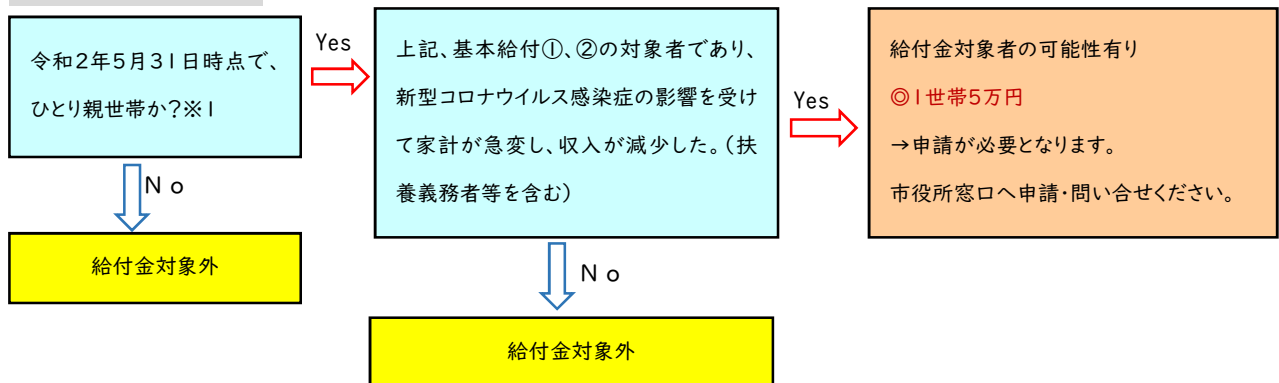 令和2年5月31日時点で、
ひとり親世帯か?※1
Yes
上記、基本給付①、②の対象者であり、
新型コロナウイルス感染症の影響を受け
て家計が急変し、収入が減少した。(扶
養義務者等を含む)
Yes
給付金対象者の可能性有り
◎1世帯5万円
→申請が必要となります。
市役所窓口へ申請・問い合せください。
No
給付金対象外
No
給付金対象外